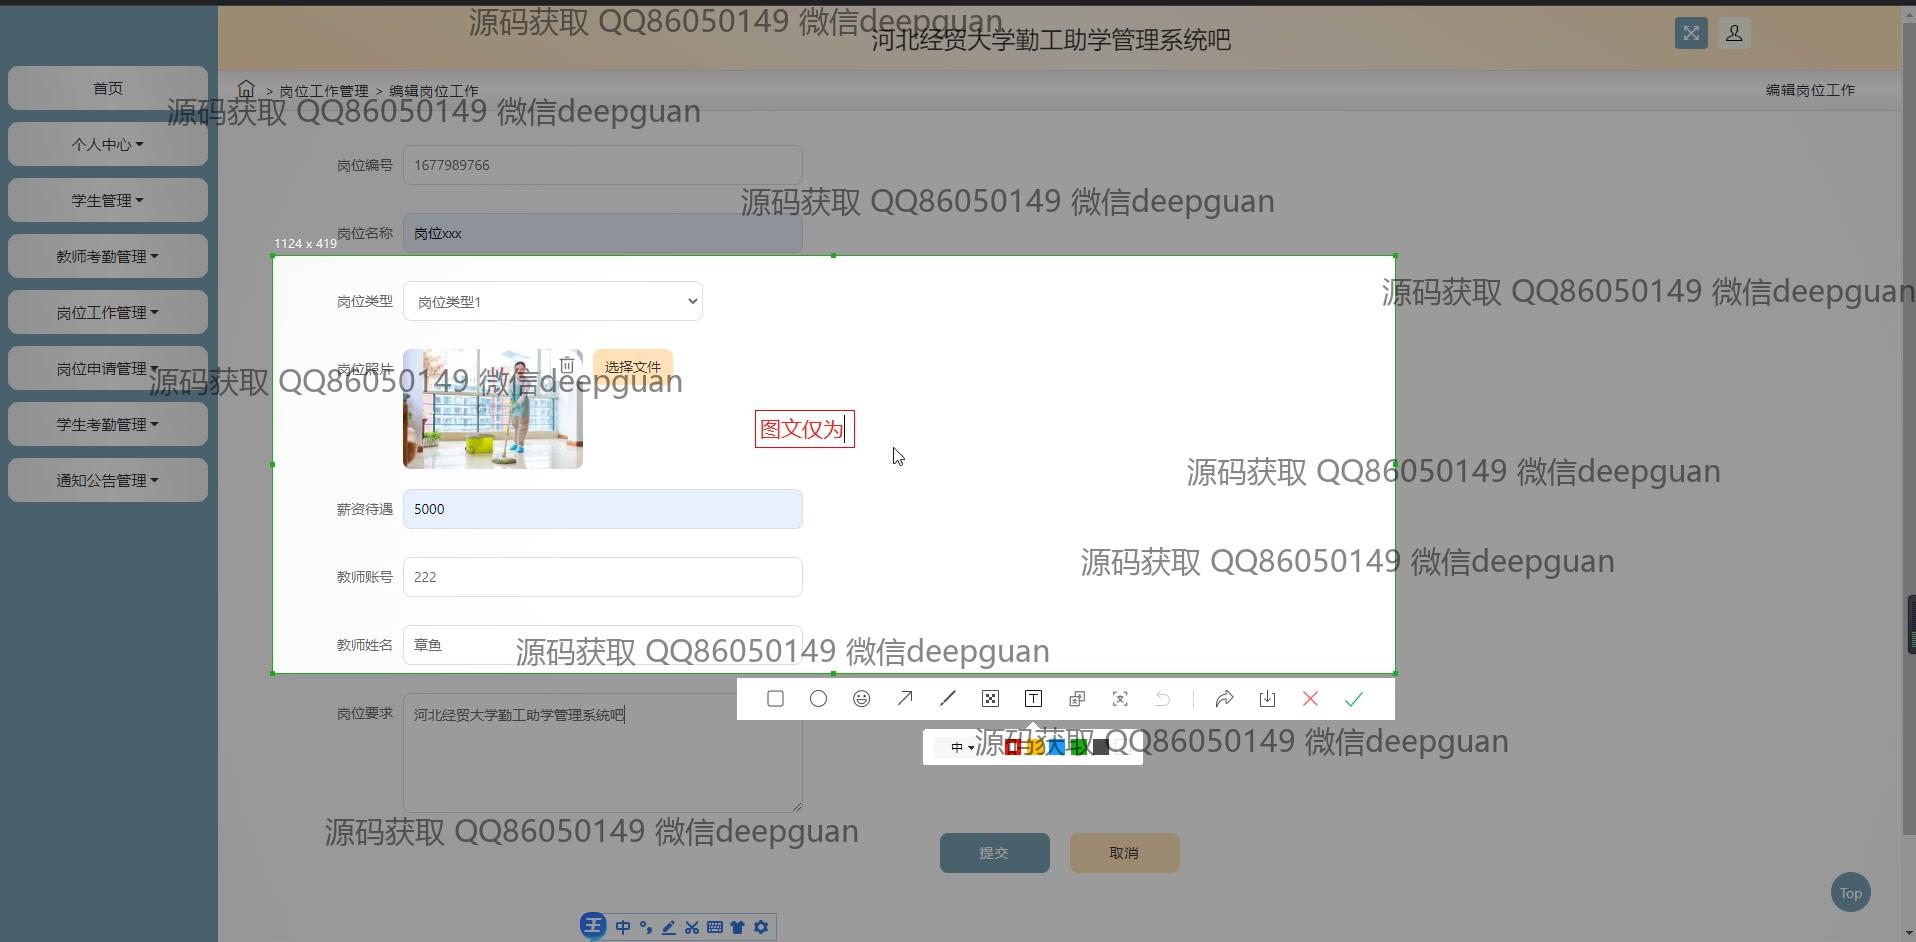 源码获取 QQ86050149 微信deepguan
河北经贸大学勤工助学管理系统吧
首页
> 岗位工作管理 > 编辑岗位工作
编辑岗位工作
源码获取 QQ86050149 微信deepguan
个人中心
岗位编号 1677989766
学生管理
源码获取 QQ86050149 微信deepguan
岗位名称 岗位xxx
1124 x 419
教师考勤管理
源码获取 QQ86050149 微信deepguan
岗位类型 岗位类型1
岗位工作管理
岗位照片 选择文件
岗位申请管理
源码获取 QQ86050149 微信deepguan
学生考勤管理
图文仅为
源码获取 QQ86050149 微信deepguan
通知公告管理
薪资待遇 5000
源码获取 QQ86050149 微信deepguan
教师账号 222
教师姓名 章鱼
源码获取 QQ86050149 微信deepguan
岗位要求 河北经贸大学勤工助学管理系统吧
中
源码获取 QQ86050149 微信deepguan
源码获取 QQ86050149 微信deepguan
提交 取消
Top
王 中